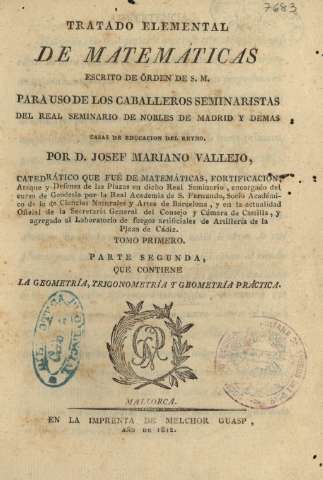 7683
TRATADO ELEMENTAL
DE MATEMÁTICAS
ESCRITO DE ÓRDEN DE S. M.
PARA USO DE LOS CABALLEROS SEMINARISTAS
DEL REAL SEMINARIO DE NOBLES DE MADRID Y DEMAS
CASAS DE EDUCACION DEL REYNO.
POR D. JOSEF MARIANO VALLEJO,
CATEDRÁTICO QUE FUÉ DE MATEMÁTICAS, FORTIFICACION,
Ataque y Defensa de las Plazas en dicho Real Seminario, encargado del
curso de Geodesia por la Real Academia de S. Fernando, Socio Académi-
co de la de Ciencias Naturales y Artes de Barcelona, y en la actualidad
Oficial de la Secretaría General del Consejo y Cámara de Castilla, y
agregado al Laboratorio de fuegos artificiales de Artillería de la
Plaza de Cádiz.
TOMO PRIMERO.
PARTE SEGUNDA,
QUE CONTIENE
LA GEOMETRÍA, TRIGONOMETRÍA Y GEOMETRÍA PRÁCTICA.
MALLORCA.
EN LA IMPRENTA DE MELCHOR GUASP,
AÑO DE 1812.